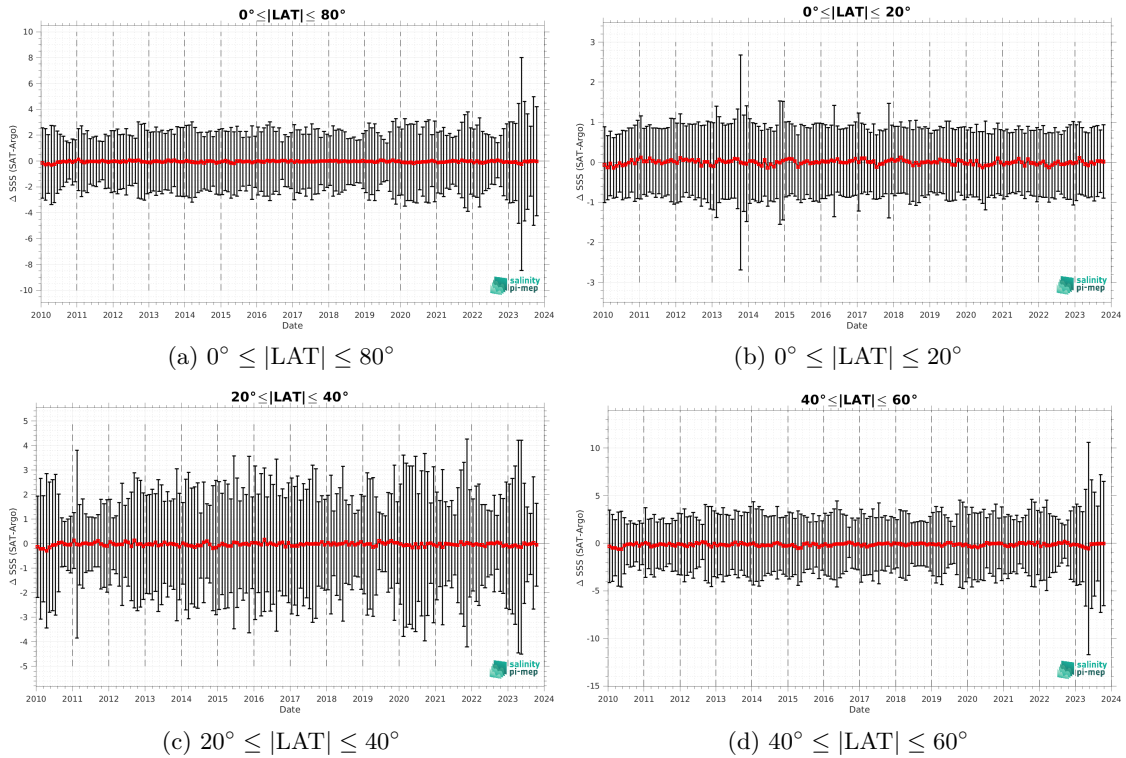 0°≤|LAT|≤ 80°
10
8
6
4
2
0
-2
-4
-6
-8
-10
Δ SSS (SAT-Argo)
salinity
pi-mep
2010 2011 2012 2013 2014 2015 2016 2017 2018 2019 2020 2021 2022 2023 2024
Date
(a) 0° ≤ |LAT| ≤ 80°
0°≤|LAT|≤ 20°
3
2
1
0
-1
-2
-3
Δ SSS (SAT-Argo)
salinity
pi-mep
2010 2011 2012 2013 2014 2015 2016 2017 2018 2019 2020 2021 2022 2023 2024
Date
(b) 0° ≤ |LAT| ≤ 20°
20°≤|LAT|≤ 40°
5
4
3
2
1
0
-1
-2
-3
-4
-5
Δ SSS (SAT-Argo)
salinity
pi-mep
2010 2011 2012 2013 2014 2015 2016 2017 2018 2019 2020 2021 2022 2023 2024
Date
(c) 20° ≤ |LAT| ≤ 40°
40°≤|LAT|≤ 60°
10
5
0
-5
-10
-15
Δ SSS (SAT-Argo)
salinity
pi-mep
2010 2011 2012 2013 2014 2015 2016 2017 2018 2019 2020 2021 2022 2023 2024
Date
(d) 40° ≤ |LAT| ≤ 60°